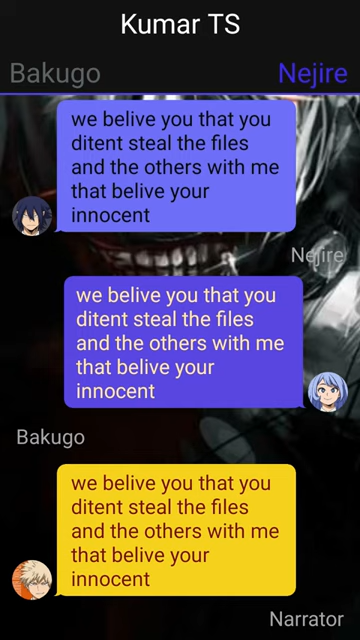 Kumar TS
Bakugo
Nejire
we belive you that you
ditent steal the files
and the others with me
that belive your
innocent
Nejire
we belive you that you
ditent steal the files
and the others with me
that belive your
innocent
Bakugo
we belive you that you
ditent steal the files
and the others with me
that belive your
innocent
Narrator